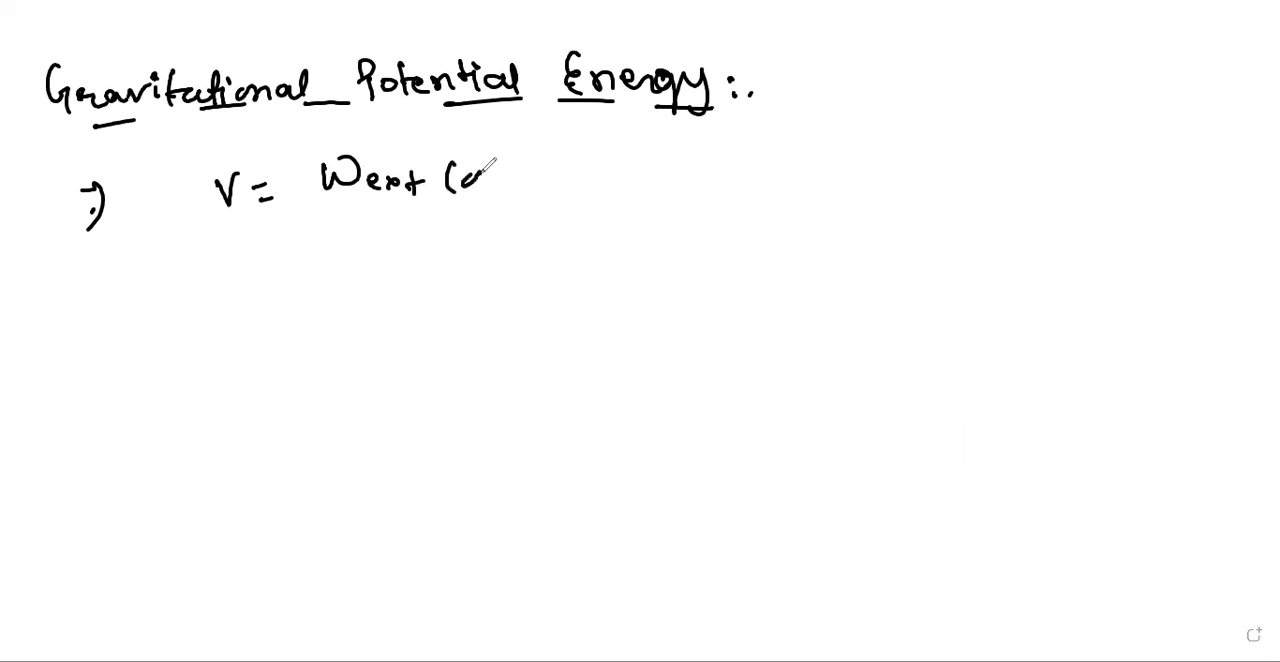 Gravitational Potential Energy :.
⇒ V = Wext (